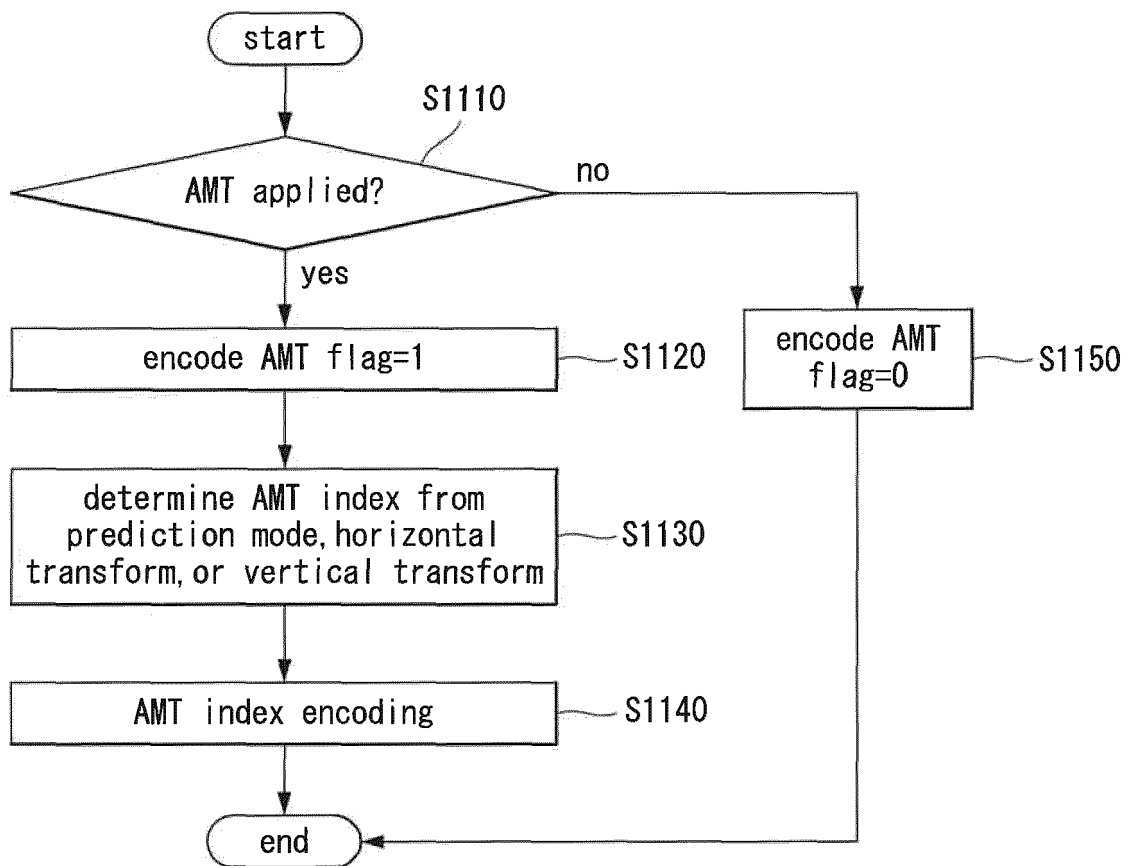 start
S1110
AMT applied?
no
yes
encode AMT flag=1
S1120
encode AMT
flag=0
S1150
determine AMT index from
prediction mode, horizontal
transform, or vertical transform
S1130
AMT index encoding
S1140
end